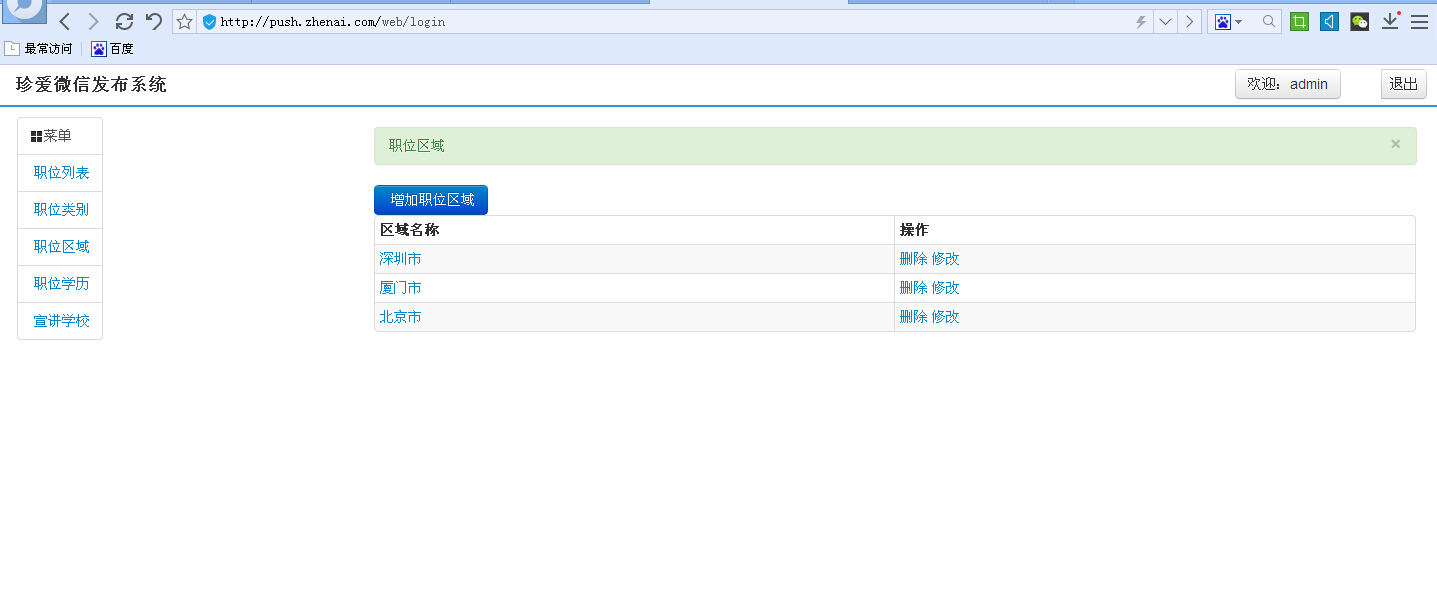 http://push.zhenai.com/web/login
最常访问 百度
珍爱微信发布系统 欢迎：admin 退出
菜单
职位列表
职位类别
职位区域
职位学历
宣讲学校
职位区域 ×
增加职位区域
区域名称 操作
深圳市 删除 修改
厦门市 删除 修改
北京市 删除 修改